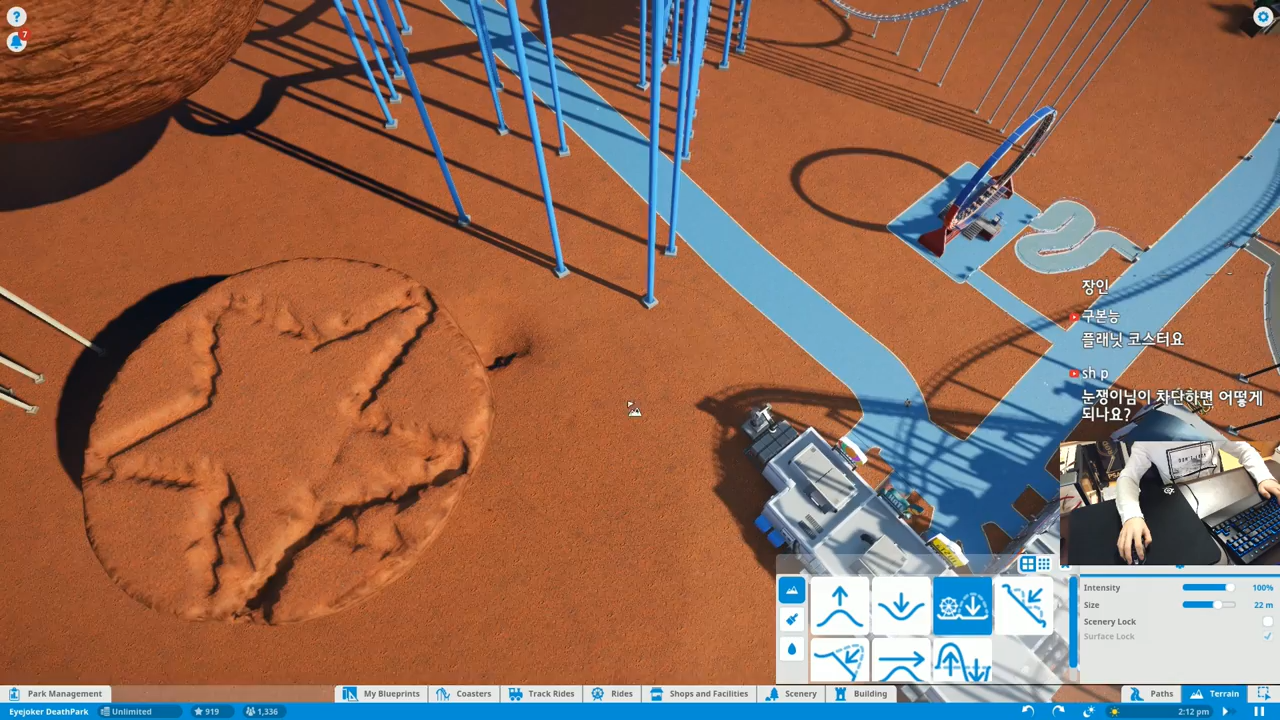 ?
7
장인
구본능
플래닛 코스터요
sh p
눈쟁이님이 차단하면 어떻게
되나요?
Intensity 100%
Size 22 m
Scenery Lock
Surface Lock
Park Management My Blueprints Coasters Track Rides Rides Shops and Facilities Scenery Building Paths Terrain
Eyejoker DeathPark Unlimited 919 1,336 2:12 pm